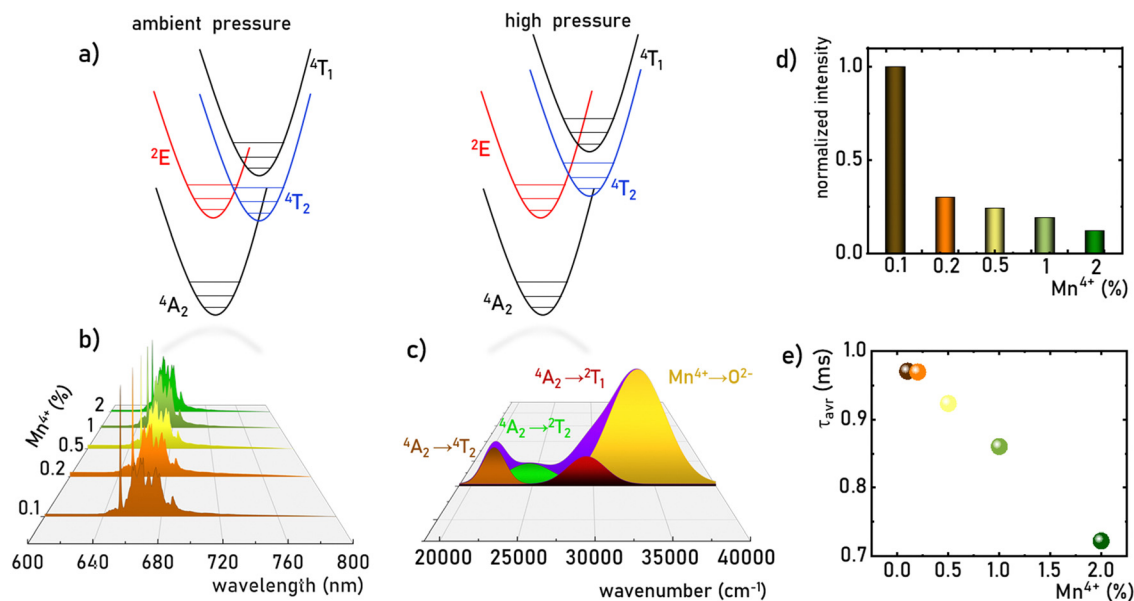 a)
ambient pressure
high pressure
⁴T₁
²E
⁴T₂
⁴A₂
⁴T₁
²E
⁴T₂
⁴A₂
b)
Mn⁴⁺ (%)
2
1
0.5
0.2
0.1
600 640 680 720 760 800
wavelength (nm)
c)
⁴A₂→²T₁
Mn⁴⁺→O²⁻
⁴A₂→²T₂
⁴A₂→⁴T₂
20000 25000 30000 35000 40000
wavenumber (cm⁻¹)
d)
normalized intensity
1.0
0.5
0.0
0.1 0.2 0.5 1 2
Mn⁴⁺ (%)
e)
τavr (ms)
1.0
0.9
0.8
0.7
0.0 0.5 1.0 1.5 2.0
Mn⁴⁺ (%)